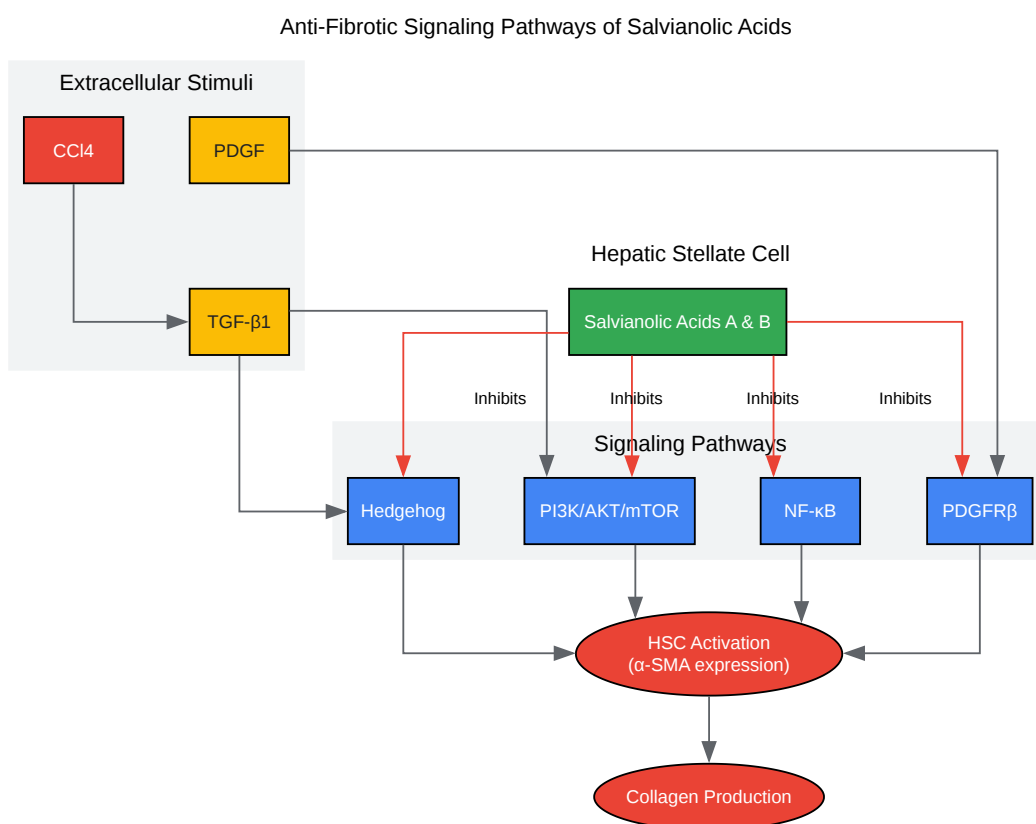 Anti-Fibrotic Signaling Pathways of Salvianolic Acids
Extracellular Stimuli
CCl4
PDGF
Hepatic Stellate Cell
TGF-β1
Salvianolic Acids A & B
Inhibits
Inhibits
Inhibits
Inhibits
Signaling Pathways
Hedgehog
PI3K/AKT/mTOR
NF-κB
PDGFRβ
HSC Activation
(α-SMA expression)
Collagen Production